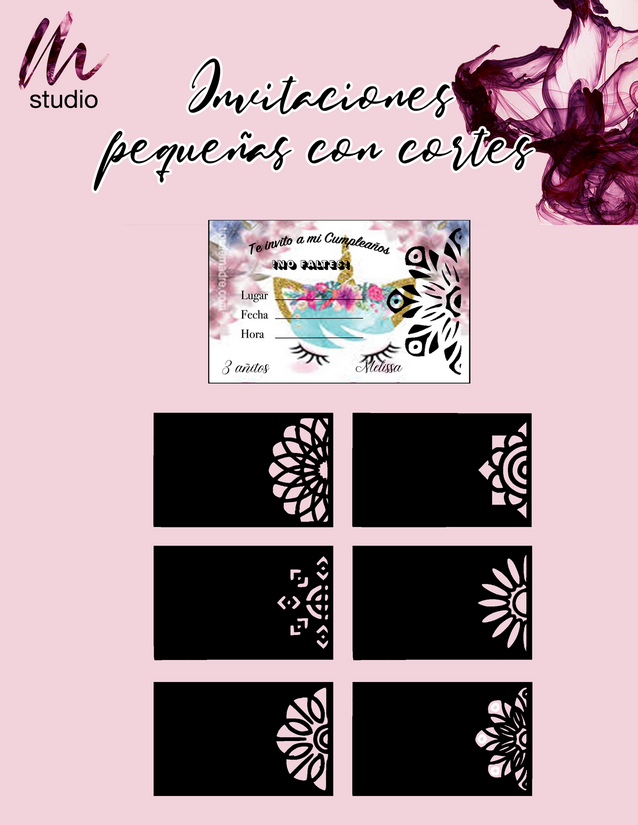 studio
Invitaciones
pequeñas con cortes
Te invito a mi Cumpleaños
¡NO FALTES!
Lugar
Fecha
Hora
3 añitos Melissa